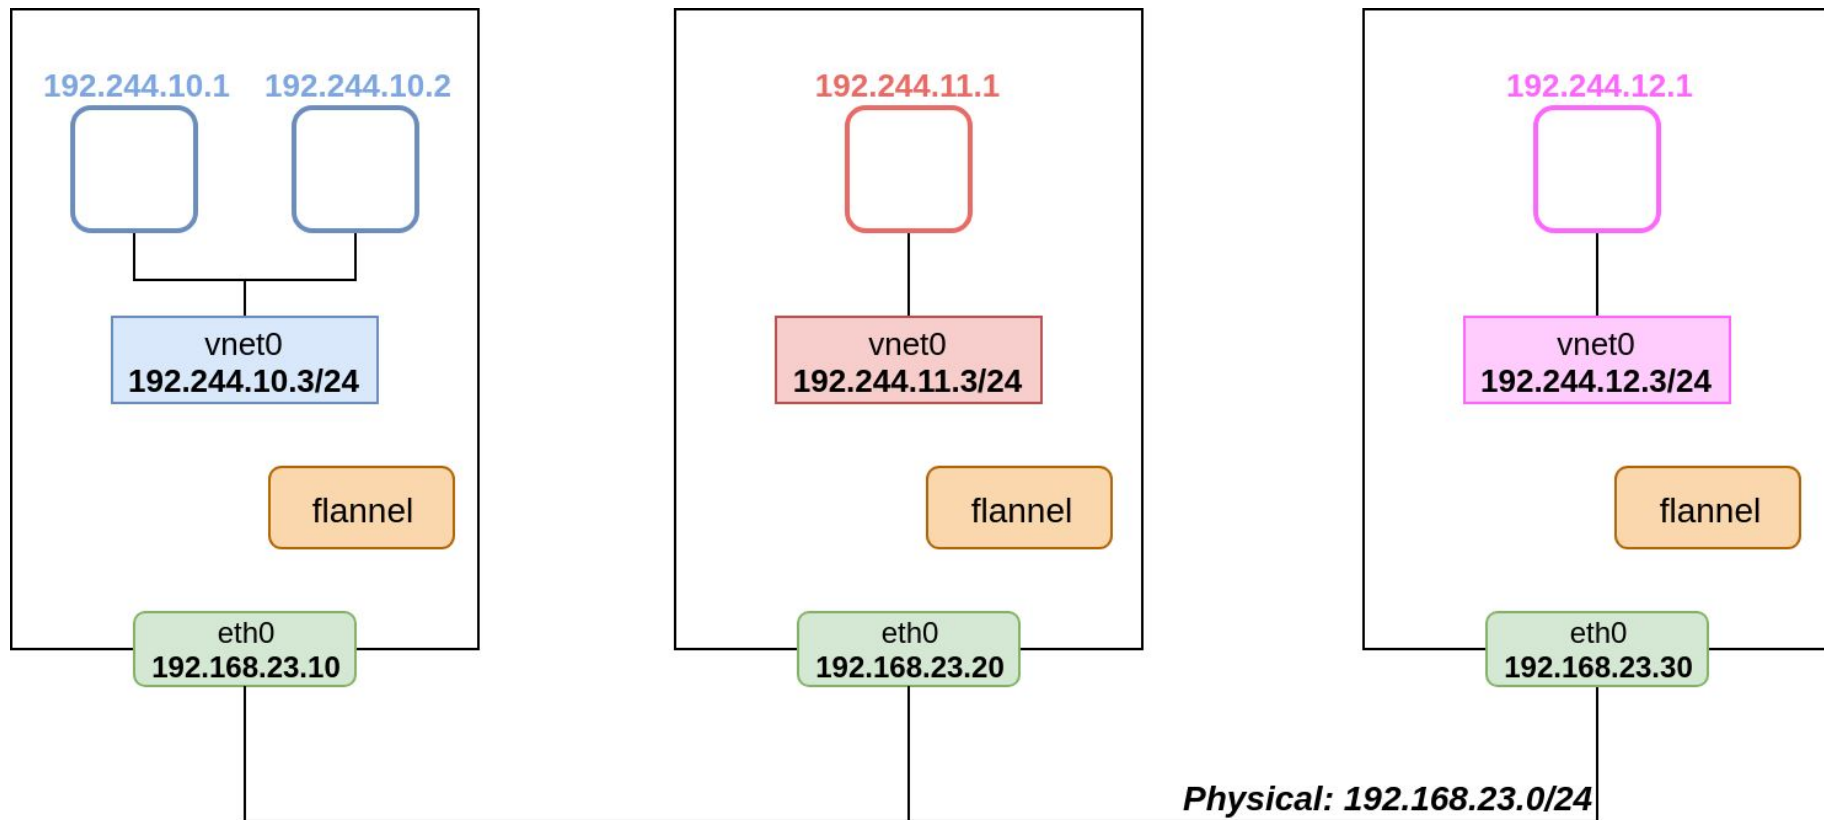 192.244.10.1
192.244.10.2
vnet0
192.244.10.3/24
flannel
eth0
192.168.23.10
192.244.11.1
vnet0
192.244.11.3/24
flannel
eth0
192.168.23.20
192.244.12.1
vnet0
192.244.12.3/24
flannel
eth0
192.168.23.30
Physical: 192.168.23.0/24